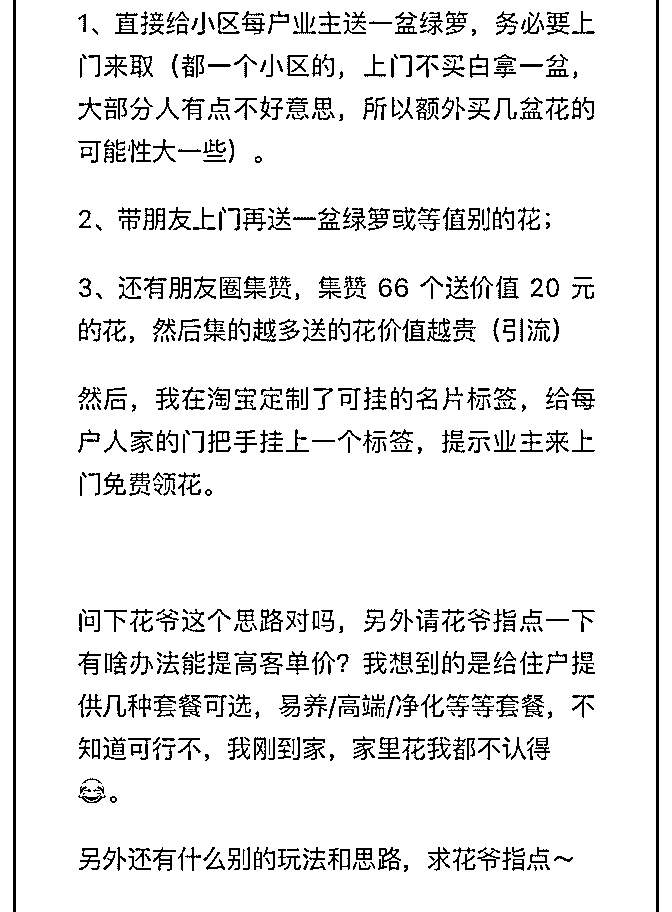 1、直接给小区每户业主送一盆绿萝，务必要上
门来取（都一个小区的，上门不买白拿一盆，
大部分人有点不好意思，所以额外买几盆花的
可能性大一些）。
2、带朋友上门再送一盆绿萝或等值别的花；
3、还有朋友圈集赞，集赞 66 个送价值 20 元
的花，然后集的越多送的花价值越贵（引流）
然后，我在淘宝定制了可挂的名片标签，给每
户人家的门把手挂上一个标签，提示业主来上
门免费领花。
问下花爷这个思路对吗，另外请花爷指点一下
有啥办法能提高客单价？我想到的是给住户提
供几种套餐可选，易养/高端/净化等等套餐，不
知道可行不，我刚到家，家里花我都不认得
😂。
另外还有什么别的玩法和思路，求花爷指点～